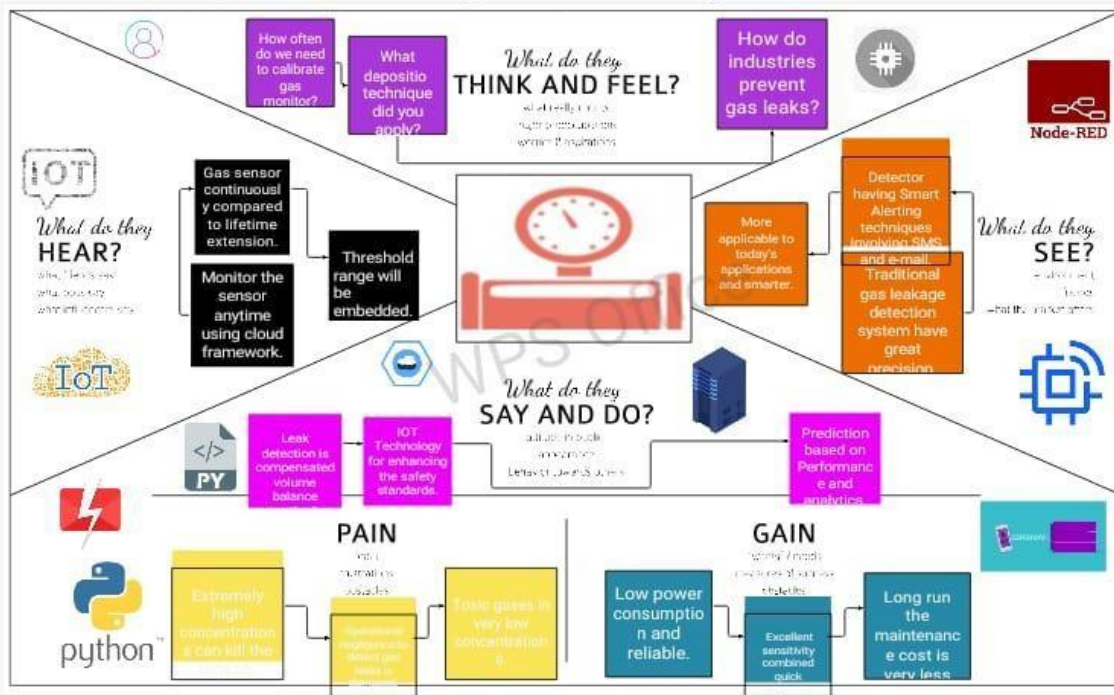 How often
do we need
to calibrate
gas
monitor?
What
depositio
technique
did you
apply?
What do they
THINK AND FEEL?
How do
industries
prevent
gas leaks?
Node-RED
IOT
What do they
HEAR?
Gas sensor
continuousl
y compared
to lifetime
extension.
Monitor the
sensor
anytime
using cloud
framework.
Threshold
range will
be
embedded.
IoT
More
applicable to
today's
applications
and smarter.
Detector
having Smart
Alerting
techniques
involving SMS
and e-mail.
Traditional
gas leakage
detection
system have
great
precision
What do they
SEE?
WPS Office
What do they
SAY AND DO?
</>
PY
Leak
detection is
compensated
volume
balance
IOT
Technology
for enhancing
the safety
standards.
Prediction
based on
Performanc
e and
analytics
PAIN
python
Extremely
high
concentration
s can kill the
Operational
negligence to
detect gas
leaks is
Toxic gases in
very low
concentration
s
GAIN
Low power
consumptio
n and
reliable.
Excellent
sensitivity
combined
quick
Long run
the
maintenanc
e cost is
very less